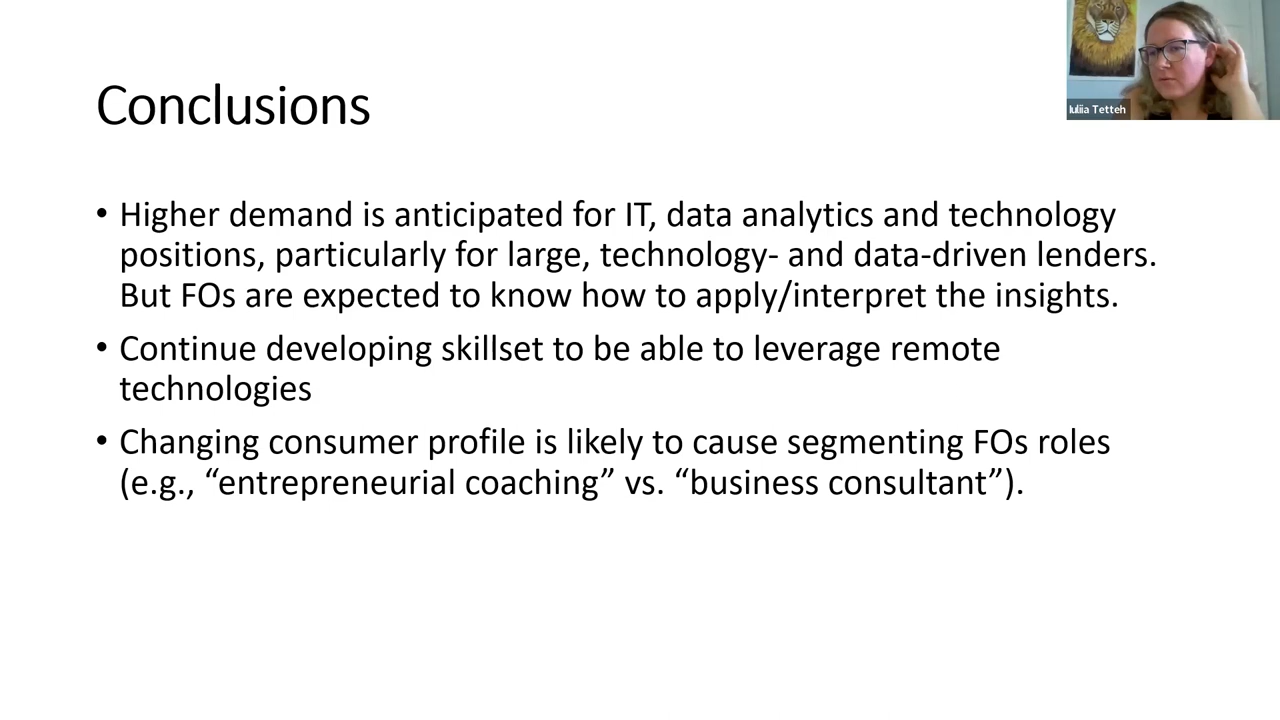 Conclusions
Iuliia Tetteh
• Higher demand is anticipated for IT, data analytics and technology
positions, particularly for large, technology- and data-driven lenders.
But FOs are expected to know how to apply/interpret the insights.
• Continue developing skillset to be able to leverage remote
technologies
• Changing consumer profile is likely to cause segmenting FOs roles
(e.g., “entrepreneurial coaching” vs. “business consultant”).